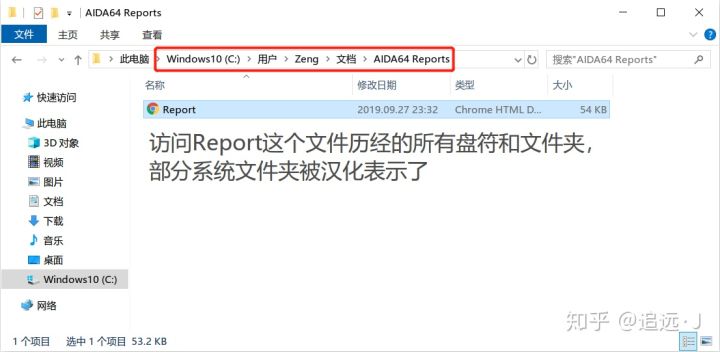 AIDA64 Reports
文件 主页 共享 查看
此电脑 Windows10 (C:) 用户 Zeng 文档 AIDA64 Reports 搜索"AIDA64 Reports"
名称 修改日期 类型 大小
快速访问
Report 2019.09.27 23:32 Chrome HTML D... 54 KB
此电脑
3D 对象
视频
图片
文档
下载
音乐
桌面
Windows10 (C:)
网络
访问Report这个文件历经的所有盘符和文件夹，
部分系统文件夹被汉化表示了
知乎 @追远·J
1 个项目 选中 1 个项目 53.2 KB